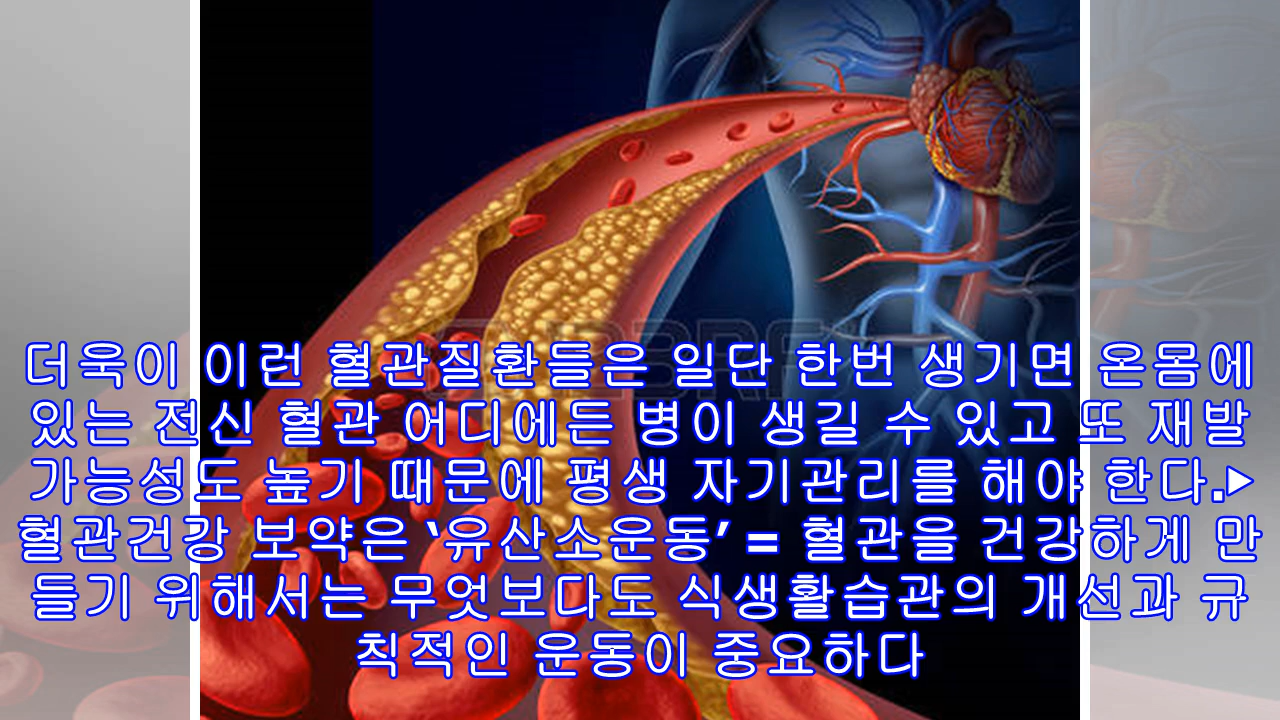 더욱이 이런 혈관질환들은 일단 한번 생기면 온몸에
있는 전신 혈관 어디에든 병이 생길 수 있고 또 재발
가능성도 높기 때문에 평생 자기관리를 해야 한다.▶
혈관건강 보약은 ‘유산소운동’ = 혈관을 건강하게 만
들기 위해서는 무엇보다도 식생활습관의 개선과 규
칙적인 운동이 중요하다